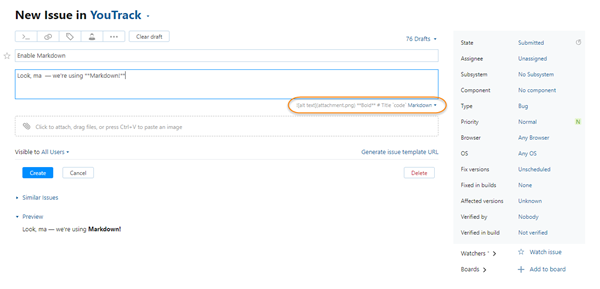 New Issue in YouTrack
Clear draft
76 Drafts
Enable Markdown
Look, ma — we're using **Markdown!**
![alt text](attachment.png) **Bold** # Title `code` Markdown
Click to attach, drag files, or press Ctrl+V to paste an image
Visible to All Users
Generate issue template URL
Create
Cancel
Delete
Similar Issues
Preview
Look, ma — we're using Markdown!
State Submitted
Assignee Unassigned
Subsystem No Subsystem
Component No component
Type Bug
Priority Normal N
Browser Any Browser
OS Any OS
Fix versions Unscheduled
Fixed in builds None
Affected versions Unknown
Verified by Nobody
Verified in build Not verified
Watchers Watch issue
Boards Add to board